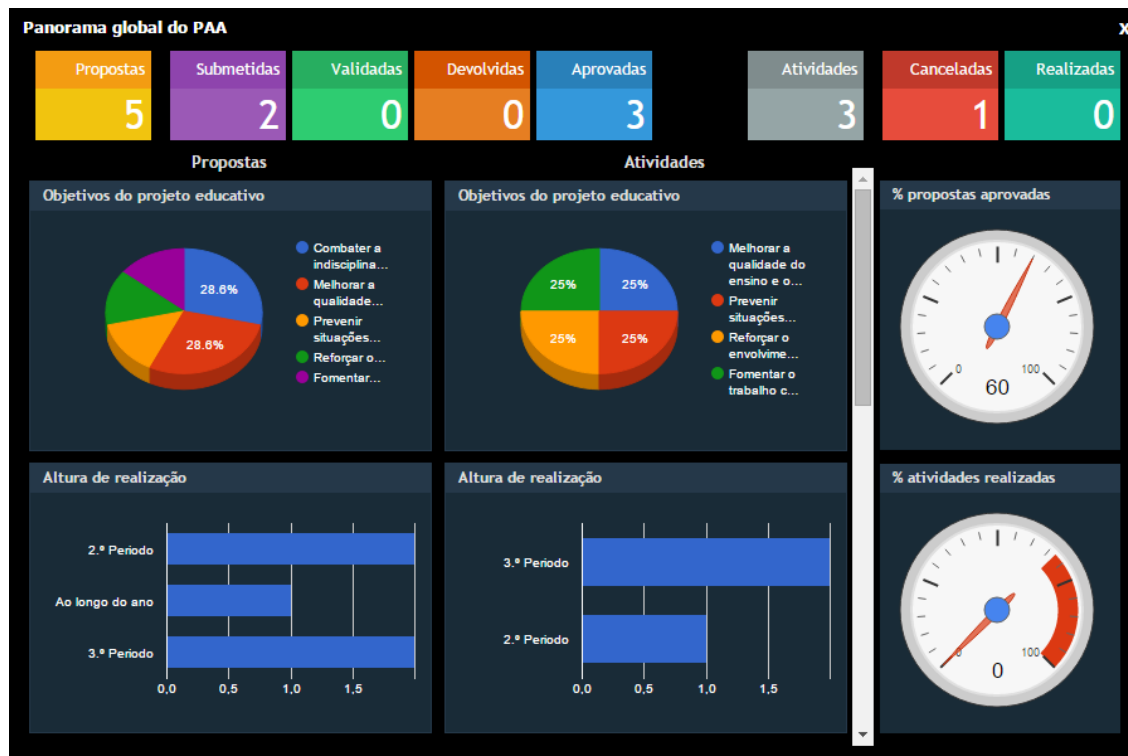 Panorama global do PAA
x
Propostas
5
Submetidas
2
Validadas
0
Devolvidas
0
Aprovadas
3
Atividades
3
Canceladas
1
Realizadas
0
Propostas
Atividades
Objetivos do projeto educativo
28.6%
28.6%
Combater a
indisciplina...
Melhorar a
qualidade...
Prevenir
situações...
Reforçar o...
Fomentar...
Objetivos do projeto educativo
25%
25%
25%
25%
Melhorar a
qualidade do
ensino e o...
Prevenir
situações...
Reforçar o
envolvime...
Fomentar o
trabalho c...
% propostas aprovadas
0
100
60
Altura de realização
2.º Periodo
Ao longo do ano
3.º Periodo
0,0 0,5 1,0 1,5
Altura de realização
3.º Periodo
2.º Periodo
0,0 0,5 1,0 1,5
% atividades realizadas
0
100
0